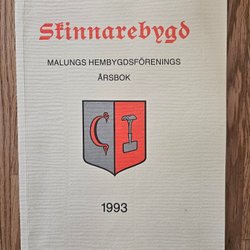 Skinnarebygd
MALUNGS HEMBYGDSFÖRENINGS
ÅRSBOK
1993